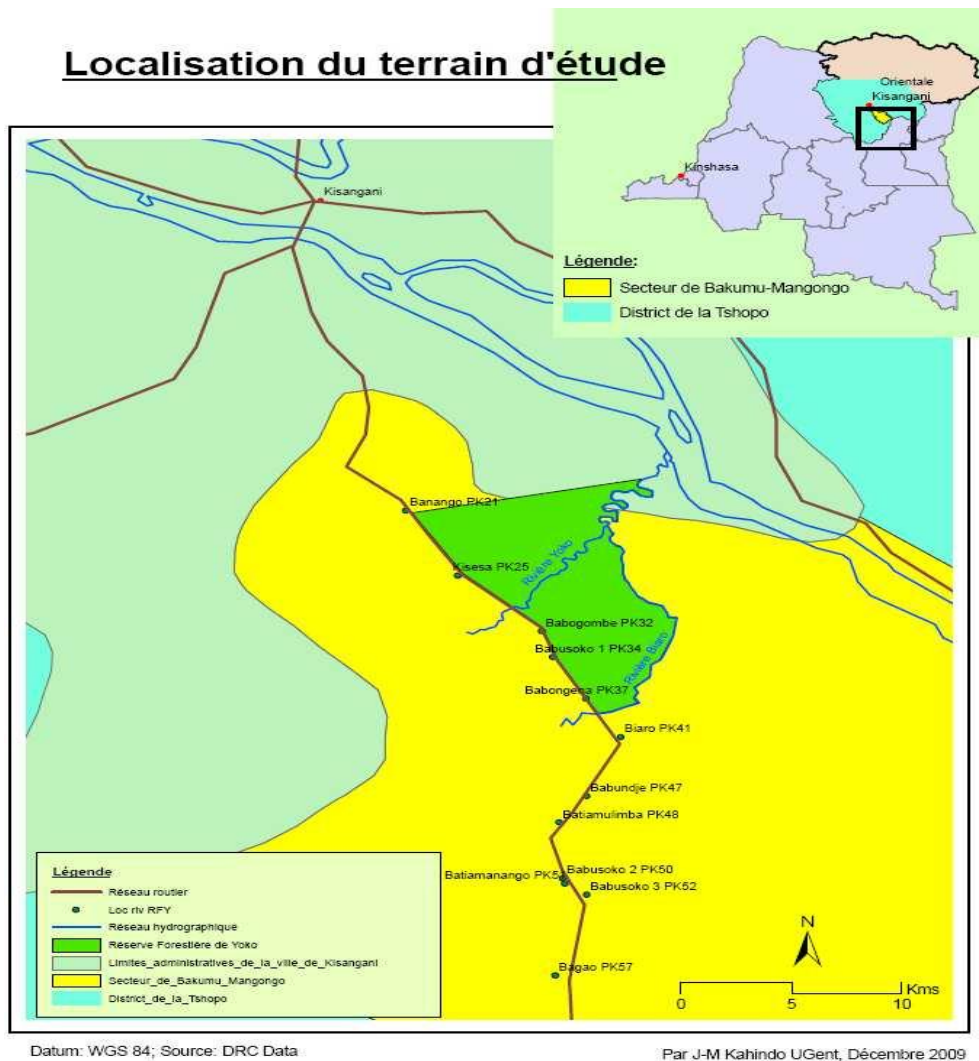 Localisation du terrain d'étude
Orientale
Kisangani
Kinshasa
Légende:
Secteur de Bakumu-Mangongo
District de la Tshopo
Kisangani
Banango PK21
Kisesa PK25
Rivière Yoko
Babogombe PK32
Babusoko 1 PK34
Rivière Biaro
Babongena PK37
Biaro PK41
Babundje PK47
Batiamulimba PK48
Babusoko 2 PK50
Batiamanango PK5
Babusoko 3 PK52
Bagao PK57
N
Kms
0 5 10
Légende
Réseau routier
Loc riv RFY
Réseau hydrographique
Réserve Forestière de Yoko
Limites_administratives_de_la_ville_de_Kisangani
Secteur_de_Bakumu_Mangongo
District_de_la_Tshopo
Datum: WGS 84; Source: DRC Data
Par J-M Kahindo UGent, Décembre 2009